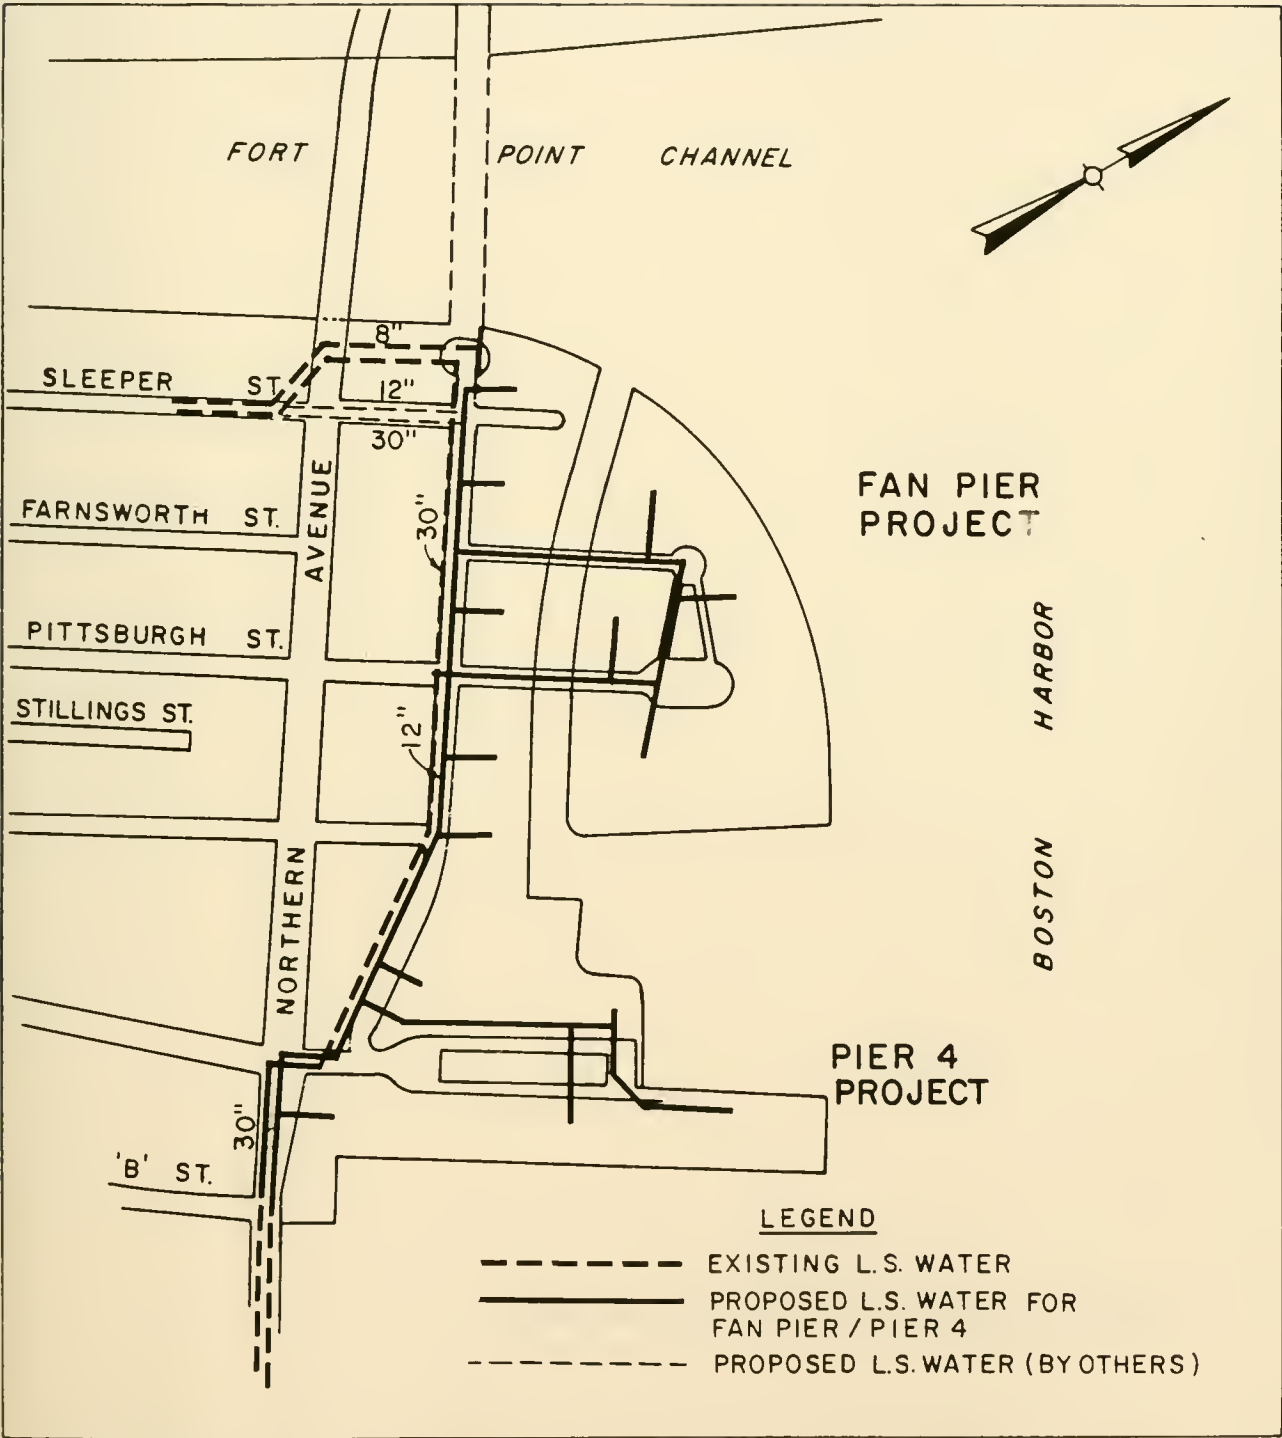 FORT POINT CHANNEL
8"
SLEEPER ST.
12"
30"
FAN PIER
PROJECT
FARNSWORTH ST.
AVENUE
30"
PITTSBURGH ST.
HARBOR
STILLINGS ST.
12"
BOSTON
NORTHERN
PIER 4
PROJECT
30"
'B' ST.
LEGEND
EXISTING L.S. WATER
PROPOSED L.S. WATER FOR
FAN PIER / PIER 4
PROPOSED L.S. WATER (BY OTHERS)